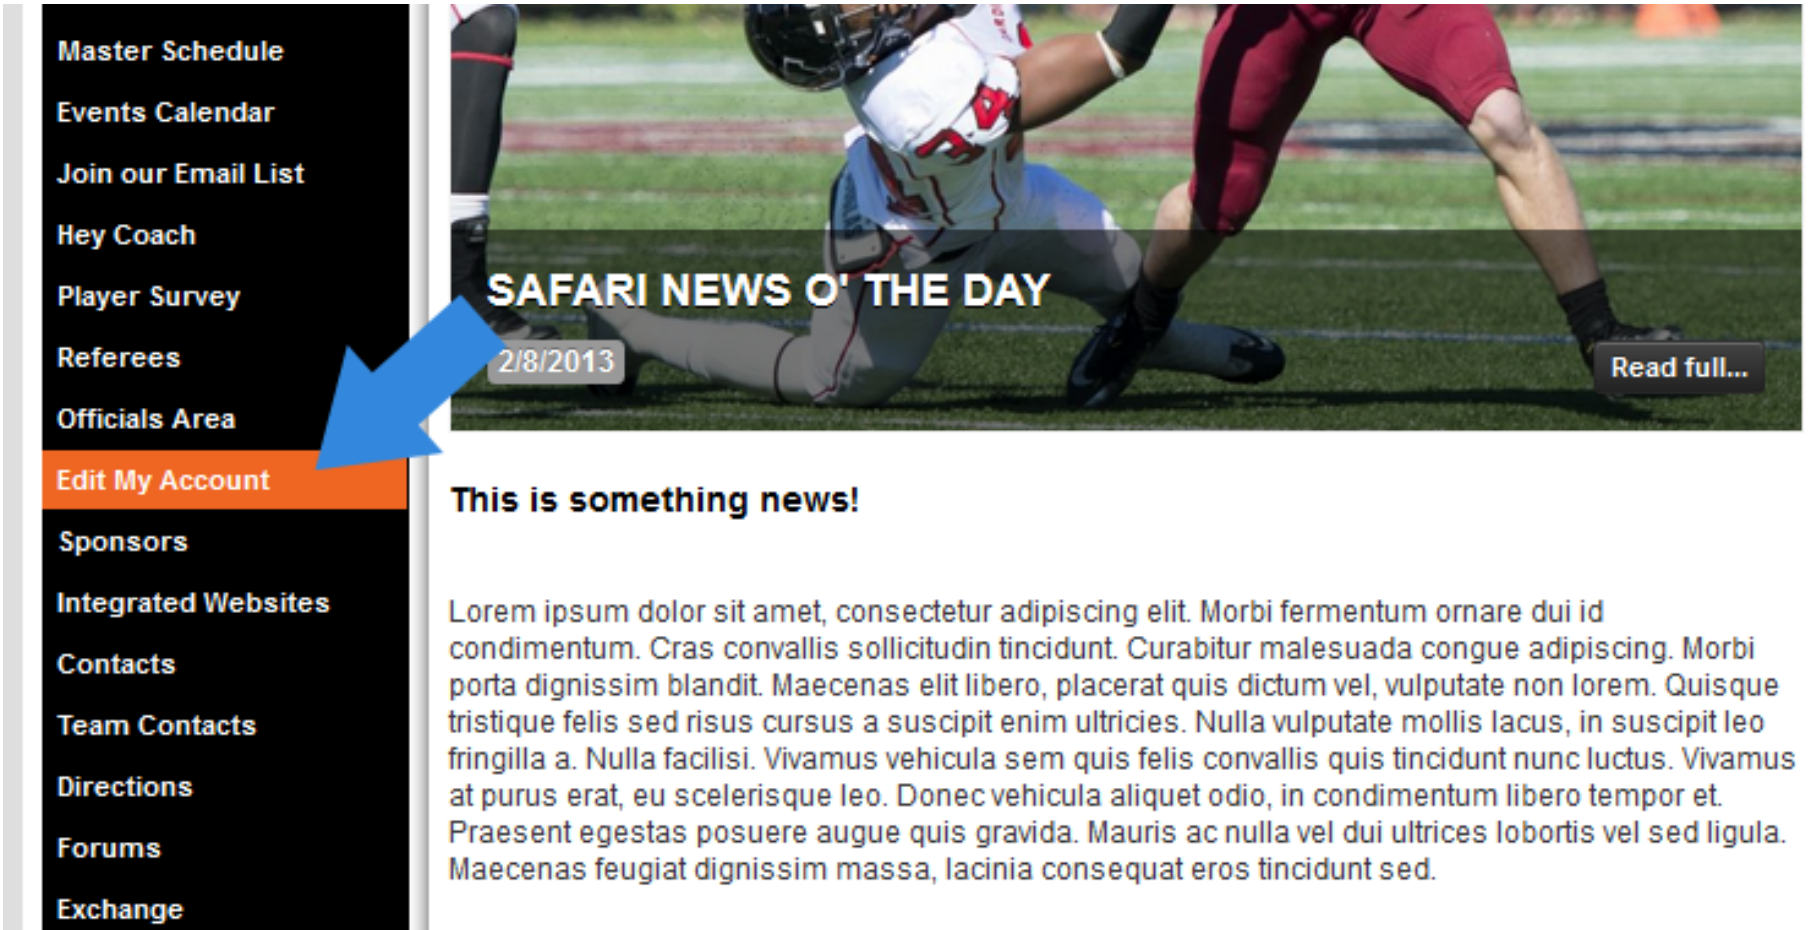 Master Schedule
Events Calendar
Join our Email List
Hey Coach
Player Survey
Referees
Officials Area
Edit My Account
Sponsors
Integrated Websites
Contacts
Team Contacts
Directions
Forums
Exchange
34
SAFARI NEWS O' THE DAY
2/8/2013
Read full...
This is something news!
Lorem ipsum dolor sit amet, consectetur adipiscing elit. Morbi fermentum ornare dui id
condimentum. Cras convallis sollicitudin tincidunt. Curabitur malesuada congue adipiscing. Morbi
porta dignissim blandit. Maecenas elit libero, placerat quis dictum vel, vulputate non lorem. Quisque
tristique felis sed risus cursus a suscipit enim ultricies. Nulla vulputate mollis lacus, in suscipit leo
fringilla a. Nulla facilisi. Vivamus vehicula sem quis felis convallis quis tincidunt nunc luctus. Vivamus
at purus erat, eu scelerisque leo. Donec vehicula aliquet odio, in condimentum libero tempor et.
Praesent egestas posuere augue quis gravida. Mauris ac nulla vel dui ultrices lobortis vel sed ligula.
Maecenas feugiat dignissim massa, lacinia consequat eros tincidunt sed.